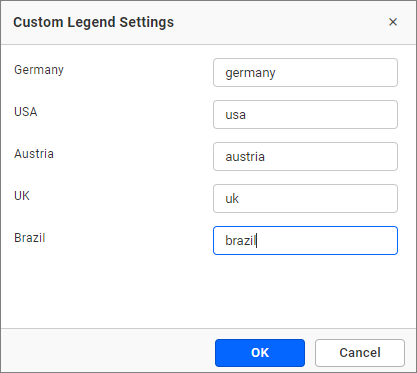 Custom Legend Settings ×
Germany germany
USA usa
Austria austria
UK uk
Brazil brazil
OK Cancel